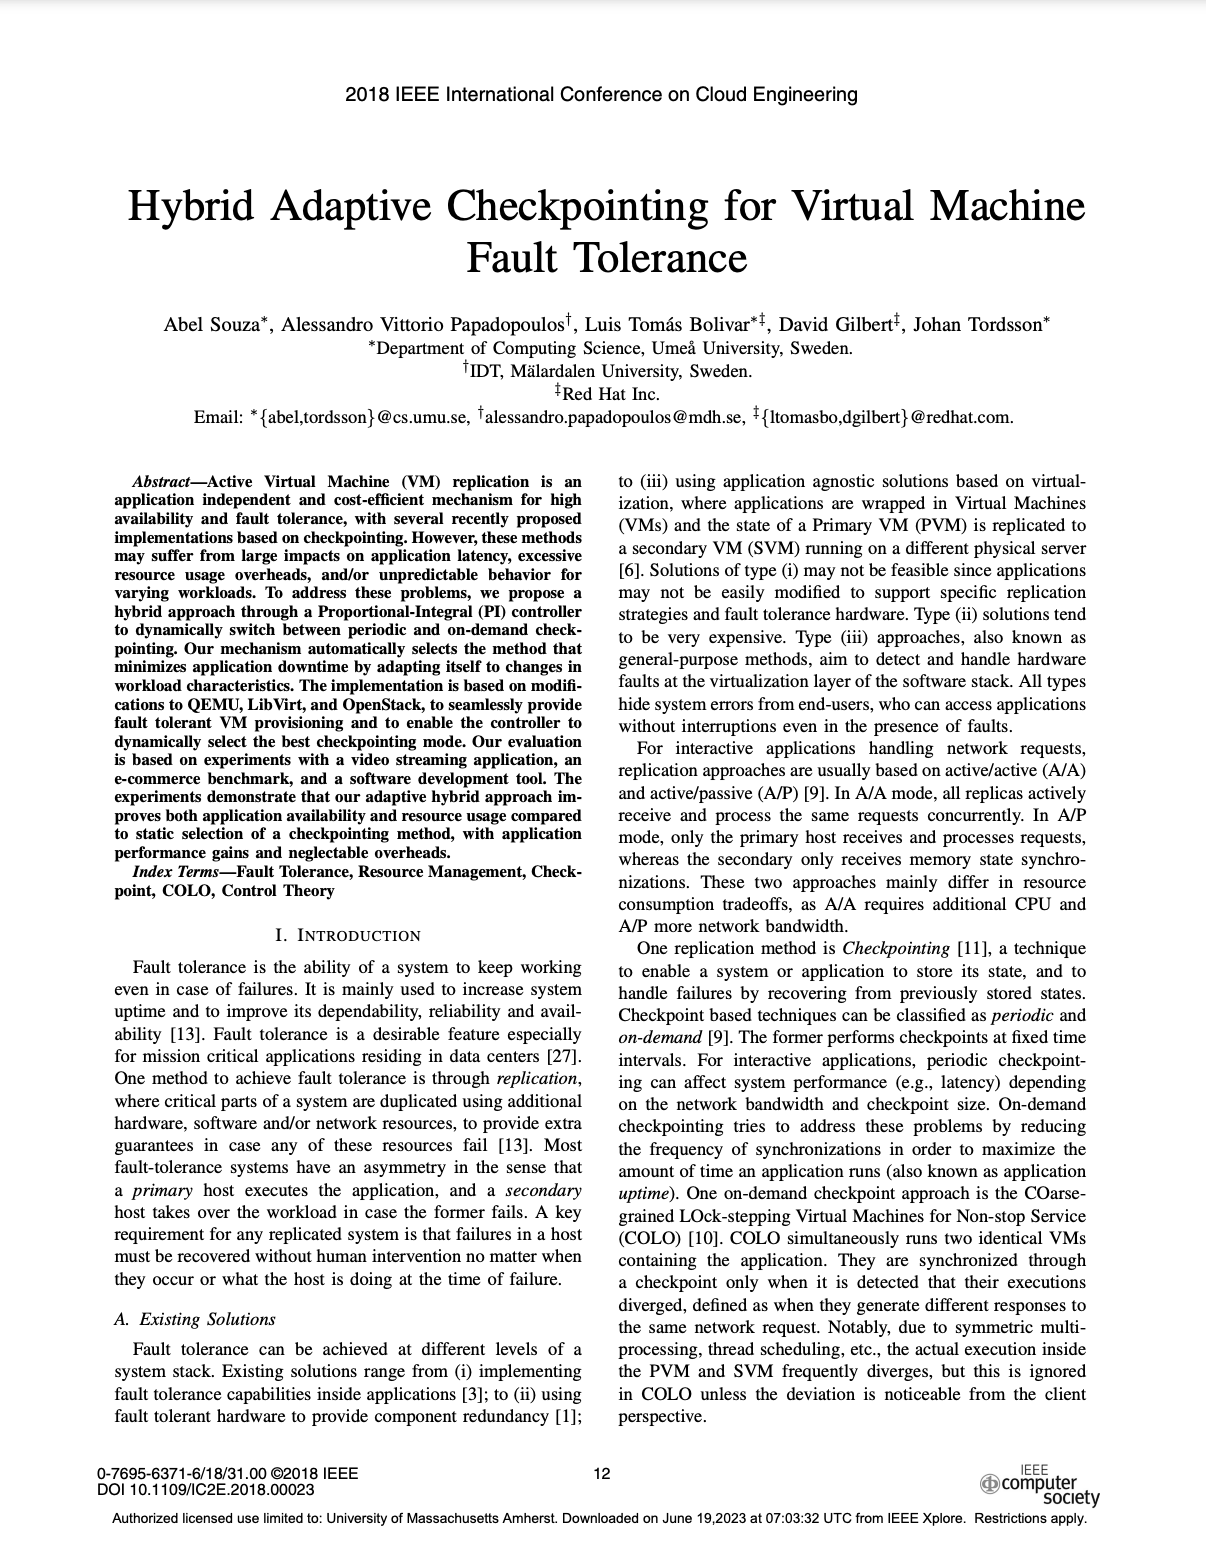 2018 IEEE International Conference on Cloud Engineering
Hybrid Adaptive Checkpointing for Virtual Machine
Fault Tolerance
Abel Souza*, Alessandro Vittorio Papadopoulos†, Luis Tomás Bolivar*‡, David Gilbert‡, Johan Tordsson*
*Department of Computing Science, Umeå University, Sweden.
†IDT, Mälardalen University, Sweden.
‡Red Hat Inc.
Email: *{abel,tordsson}@cs.umu.se, †alessandro.papadopoulos@mdh.se, ‡{ltomasbo,dgilbert}@redhat.com.
Abstract—Active Virtual Machine (VM) replication is an
application independent and cost-efficient mechanism for high
availability and fault tolerance, with several recently proposed
implementations based on checkpointing. However, these methods
may suffer from large impacts on application latency, excessive
resource usage overheads, and/or unpredictable behavior for
varying workloads. To address these problems, we propose a
hybrid approach through a Proportional-Integral (PI) controller
to dynamically switch between periodic and on-demand check-
pointing. Our mechanism automatically selects the method that
minimizes application downtime by adapting itself to changes in
workload characteristics. The implementation is based on modifi-
cations to QEMU, LibVirt, and OpenStack, to seamlessly provide
fault tolerant VM provisioning and to enable the controller to
dynamically select the best checkpointing mode. Our evaluation
is based on experiments with a video streaming application, an
e-commerce benchmark, and a software development tool. The
experiments demonstrate that our adaptive hybrid approach im-
proves both application availability and resource usage compared
to static selection of a checkpointing method, with application
performance gains and neglectable overheads.
Index Terms—Fault Tolerance, Resource Management, Check-
point, COLO, Control Theory
I. INTRODUCTION
Fault tolerance is the ability of a system to keep working
even in case of failures. It is mainly used to increase system
uptime and to improve its dependability, reliability and avail-
ability [13]. Fault tolerance is a desirable feature especially
for mission critical applications residing in data centers [27].
One method to achieve fault tolerance is through replication,
where critical parts of a system are duplicated using additional
hardware, software and/or network resources, to provide extra
guarantees in case any of these resources fail [13]. Most
fault-tolerance systems have an asymmetry in the sense that
a primary host executes the application, and a secondary
host takes over the workload in case the former fails. A key
requirement for any replicated system is that failures in a host
must be recovered without human intervention no matter when
they occur or what the host is doing at the time of failure.
A. Existing Solutions
Fault tolerance can be achieved at different levels of a
system stack. Existing solutions range from (i) implementing
fault tolerance capabilities inside applications [3]; to (ii) using
fault tolerant hardware to provide component redundancy [1];
to (iii) using application agnostic solutions based on virtual-
ization, where applications are wrapped in Virtual Machines
(VMs) and the state of a Primary VM (PVM) is replicated to
a secondary VM (SVM) running on a different physical server
[6]. Solutions of type (i) may not be feasible since applications
may not be easily modified to support specific replication
strategies and fault tolerance hardware. Type (ii) solutions tend
to be very expensive. Type (iii) approaches, also known as
general-purpose methods, aim to detect and handle hardware
faults at the virtualization layer of the software stack. All types
hide system errors from end-users, who can access applications
without interruptions even in the presence of faults.
For interactive applications handling network requests,
replication approaches are usually based on active/active (A/A)
and active/passive (A/P) [9]. In A/A mode, all replicas actively
receive and process the same requests concurrently. In A/P
mode, only the primary host receives and processes requests,
whereas the secondary only receives memory state synchro-
nizations. These two approaches mainly differ in resource
consumption tradeoffs, as A/A requires additional CPU and
A/P more network bandwidth.
One replication method is Checkpointing [11], a technique
to enable a system or application to store its state, and to
handle failures by recovering from previously stored states.
Checkpoint based techniques can be classified as periodic and
on-demand [9]. The former performs checkpoints at fixed time
intervals. For interactive applications, periodic checkpoint-
ing can affect system performance (e.g., latency) depending
on the network bandwidth and checkpoint size. On-demand
checkpointing tries to address these problems by reducing
the frequency of synchronizations in order to maximize the
amount of time an application runs (also known as application
uptime). One on-demand checkpoint approach is the COarse-
grained LOck-stepping Virtual Machines for Non-stop Service
(COLO) [10]. COLO simultaneously runs two identical VMs
containing the application. They are synchronized through
a checkpoint only when it is detected that their executions
diverged, defined as when they generate different responses to
the same network request. Notably, due to symmetric multi-
processing, thread scheduling, etc., the actual execution inside
the PVM and SVM frequently diverges, but this is ignored
in COLO unless the deviation is noticeable from the client
perspective.
0-7695-6371-6/18/31.00 ©2018 IEEE
DOI 10.1109/IC2E.2018.00023
12
IEEE
computer
society
Authorized licensed use limited to: University of Massachusetts Amherst. Downloaded on June 19,2023 at 07:03:32 UTC from IEEE Xplore. Restrictions apply.